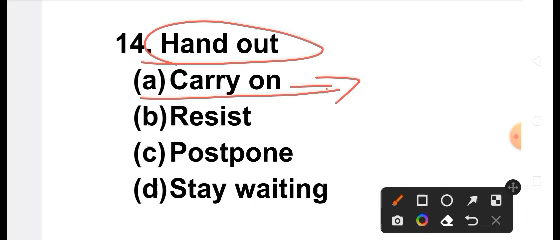 14. Hand out
(a) Carry on
(b) Resist
(c) Postpone
(d) Stay waiting